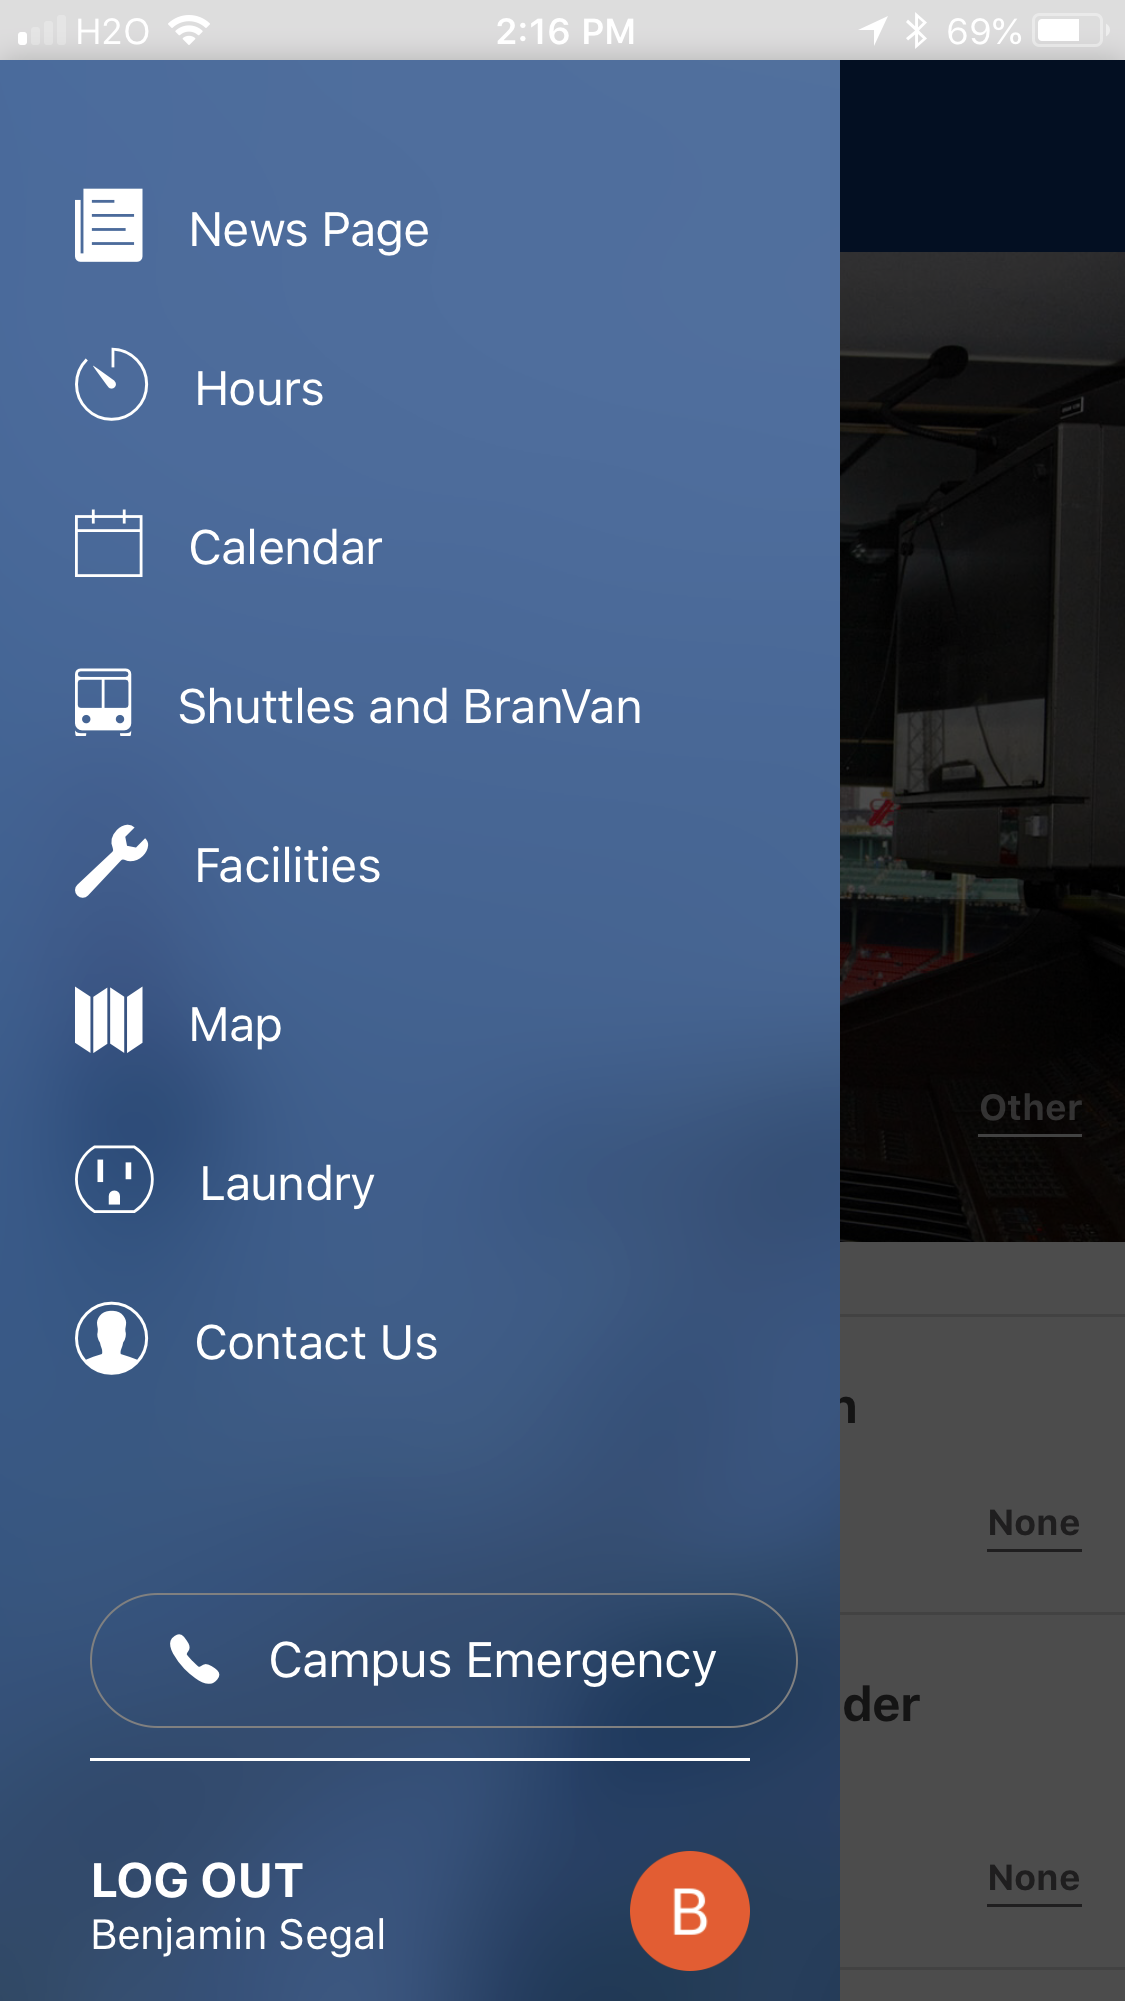 H2O 2:16 PM 69%
News Page
Hours
Calendar
Shuttles and BranVan
Facilities
Map
Other
Laundry
Contact Us
None
Campus Emergency
der
None
LOG OUT
Benjamin Segal
B